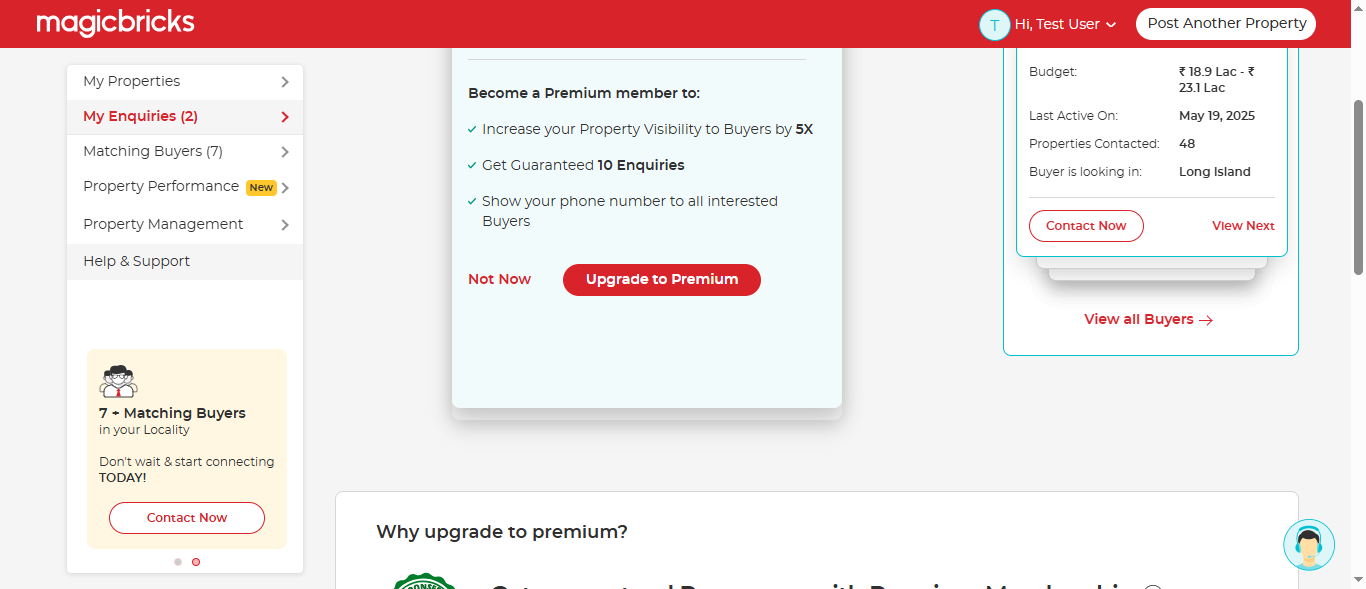 magicbricks
T
Hi, Test User
Post Another Property
My Properties
My Enquiries (2)
Matching Buyers (7)
Property Performance New
Property Management
Help & Support
7 + Matching Buyers
in your Locality
Don't wait & start connecting
TODAY!
Contact Now
Become a Premium member to:
Increase your Property Visibility to Buyers by 5X
Get Guaranteed 10 Enquiries
Show your phone number to all interested
Buyers
Not Now
Upgrade to Premium
Budget: ₹ 18.9 Lac - ₹
23.1 Lac
Last Active On: May 19, 2025
Properties Contacted: 48
Buyer is looking in: Long Island
Contact Now
View Next
View all Buyers
Why upgrade to premium?